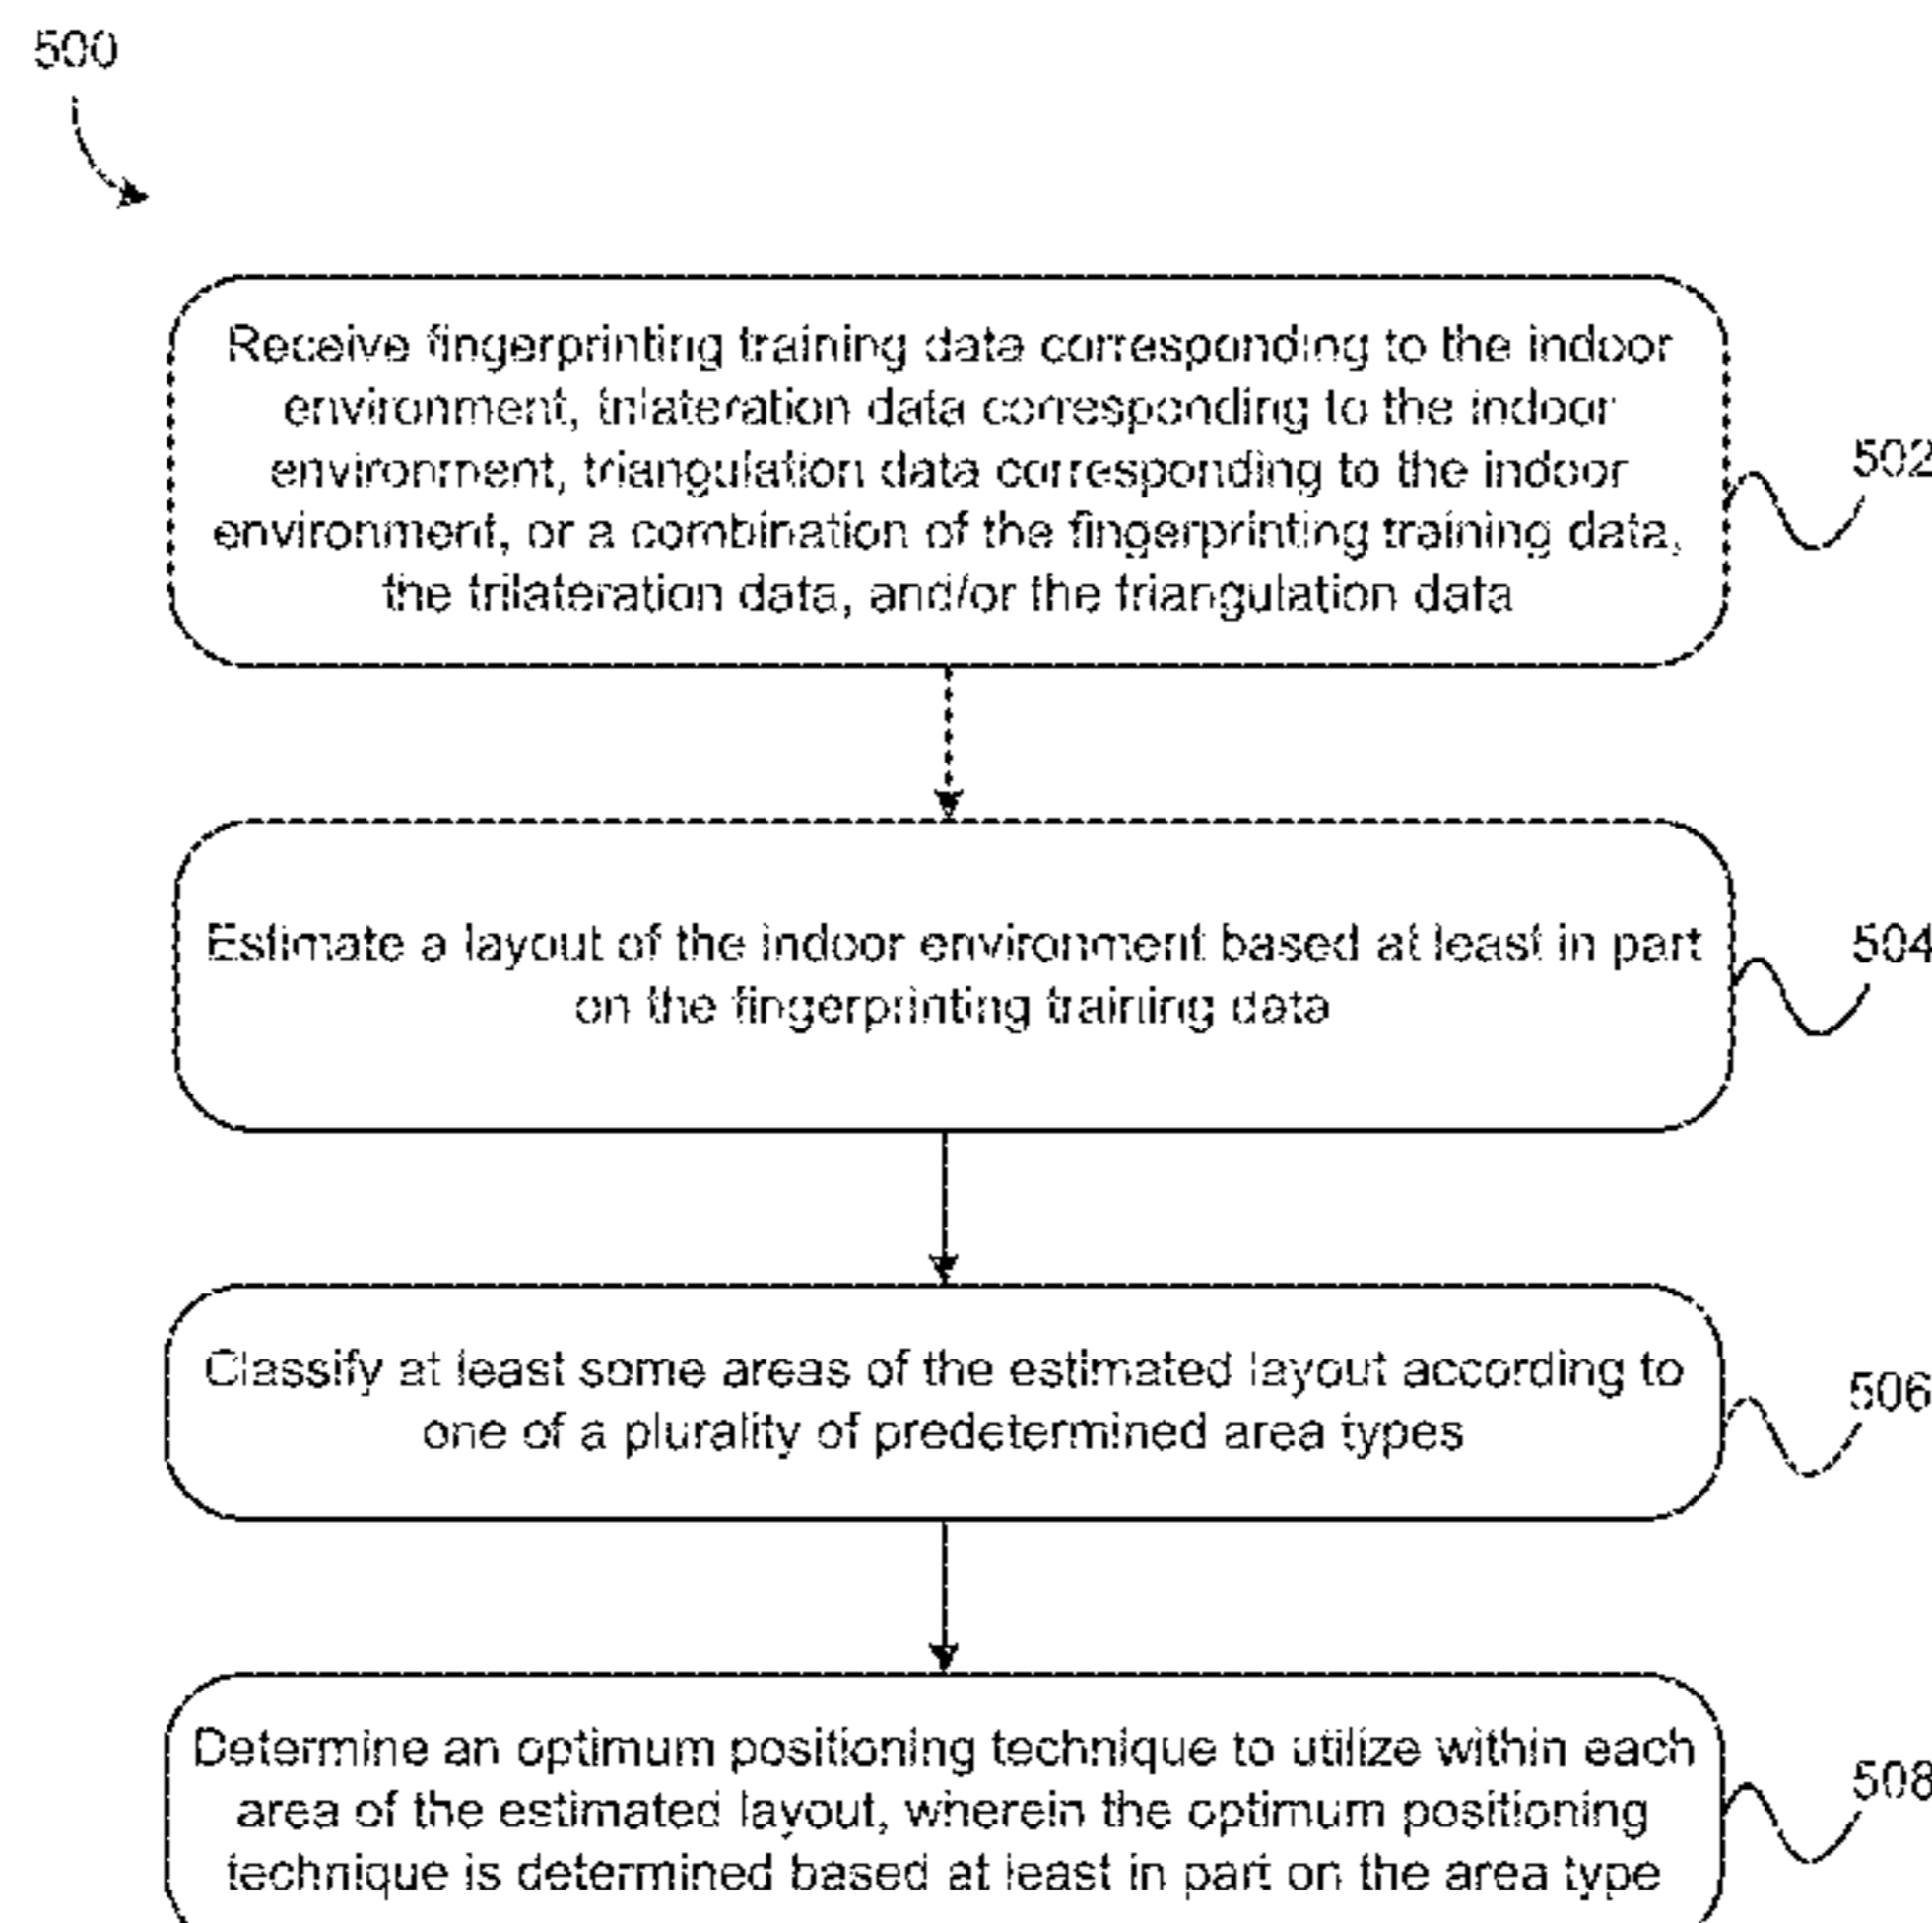 500
Receive fingerprinting training data corresponding to the indoor
environment, trilateration data corresponding to the indoor
environment, triangulation data corresponding to the indoor
environment, or a combination of the fingerprinting training data,
the trilateration data, and/or the triangulation data
502
Estimate a layout of the indoor environment based at least in part
on the fingerprinting training data
504
Classify at least some areas of the estimated layout according to
one of a plurality of predetermined area types
506
Determine an optimum positioning technique to utilize within each
area of the estimated layout, wherein the optimum positioning
technique is determined based at least in part on the area type
508